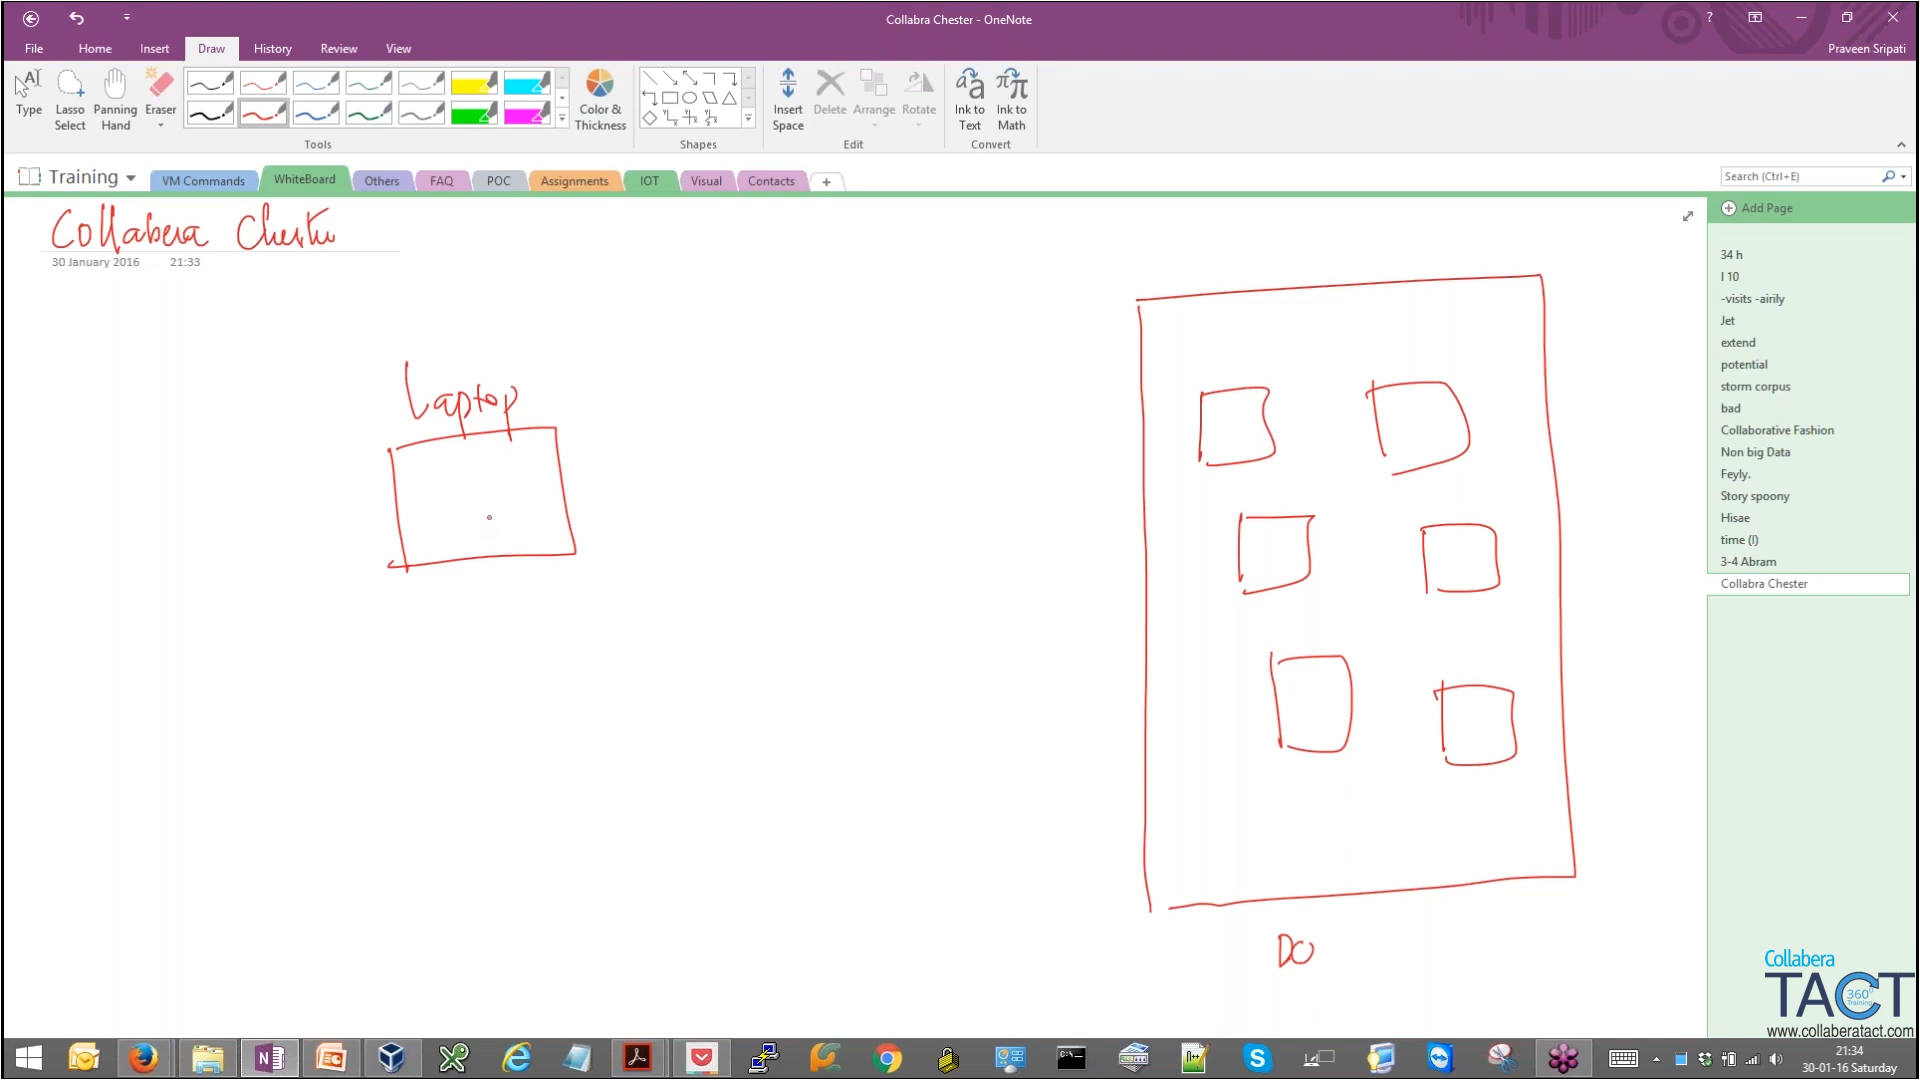 Collabra Chester - OneNote
?
File Home Insert Draw History Review View
Praveen Sripati
Type
Lasso Select
Panning Hand
Eraser
Color & Thickness
Insert Space
Delete
Arrange
Rotate
Ink to Text
Ink to Math
Tools
Shapes
Edit
Convert
Training
VM Commands WhiteBoard Others FAQ POC Assignments IOT Visual Contacts +
Search (Ctrl+E)
Add Page
Collabera Chester
30 January 2016 21:33
34 h
I 10
-visits -airily
Jet
extend
potential
storm corpus
bad
Collaborative Fashion
Non big Data
Feyly.
Story spoony
Hisae
time (l)
3-4 Abram
Collabra Chester
Laptop
DO
Collabera
TACT
360°
Training
www.collaberatact.com
21:34
30-01-16 Saturday